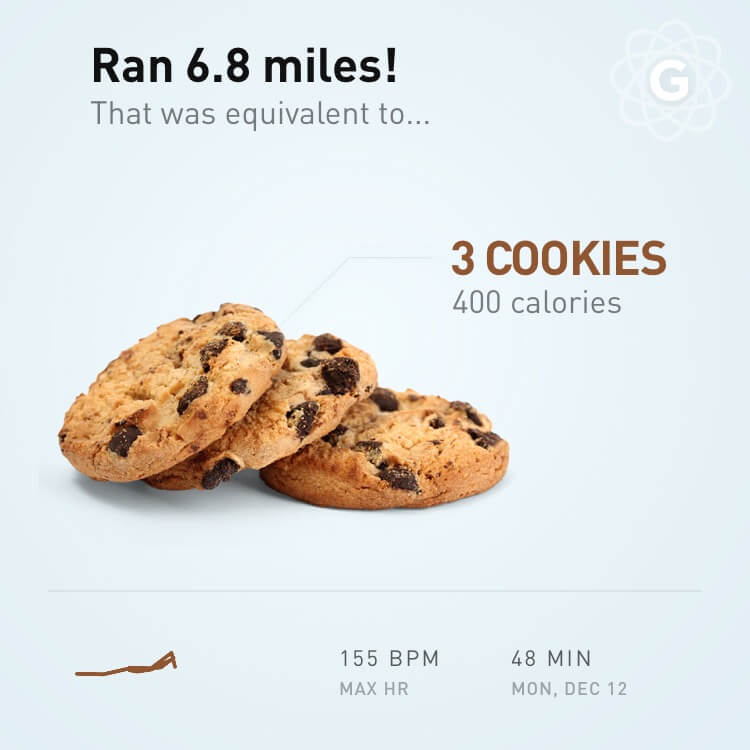 Ran 6.8 miles!
That was equivalent to...
G
3 COOKIES
400 calories
155 BPM
48 MIN
MAX HR
MON, DEC 12